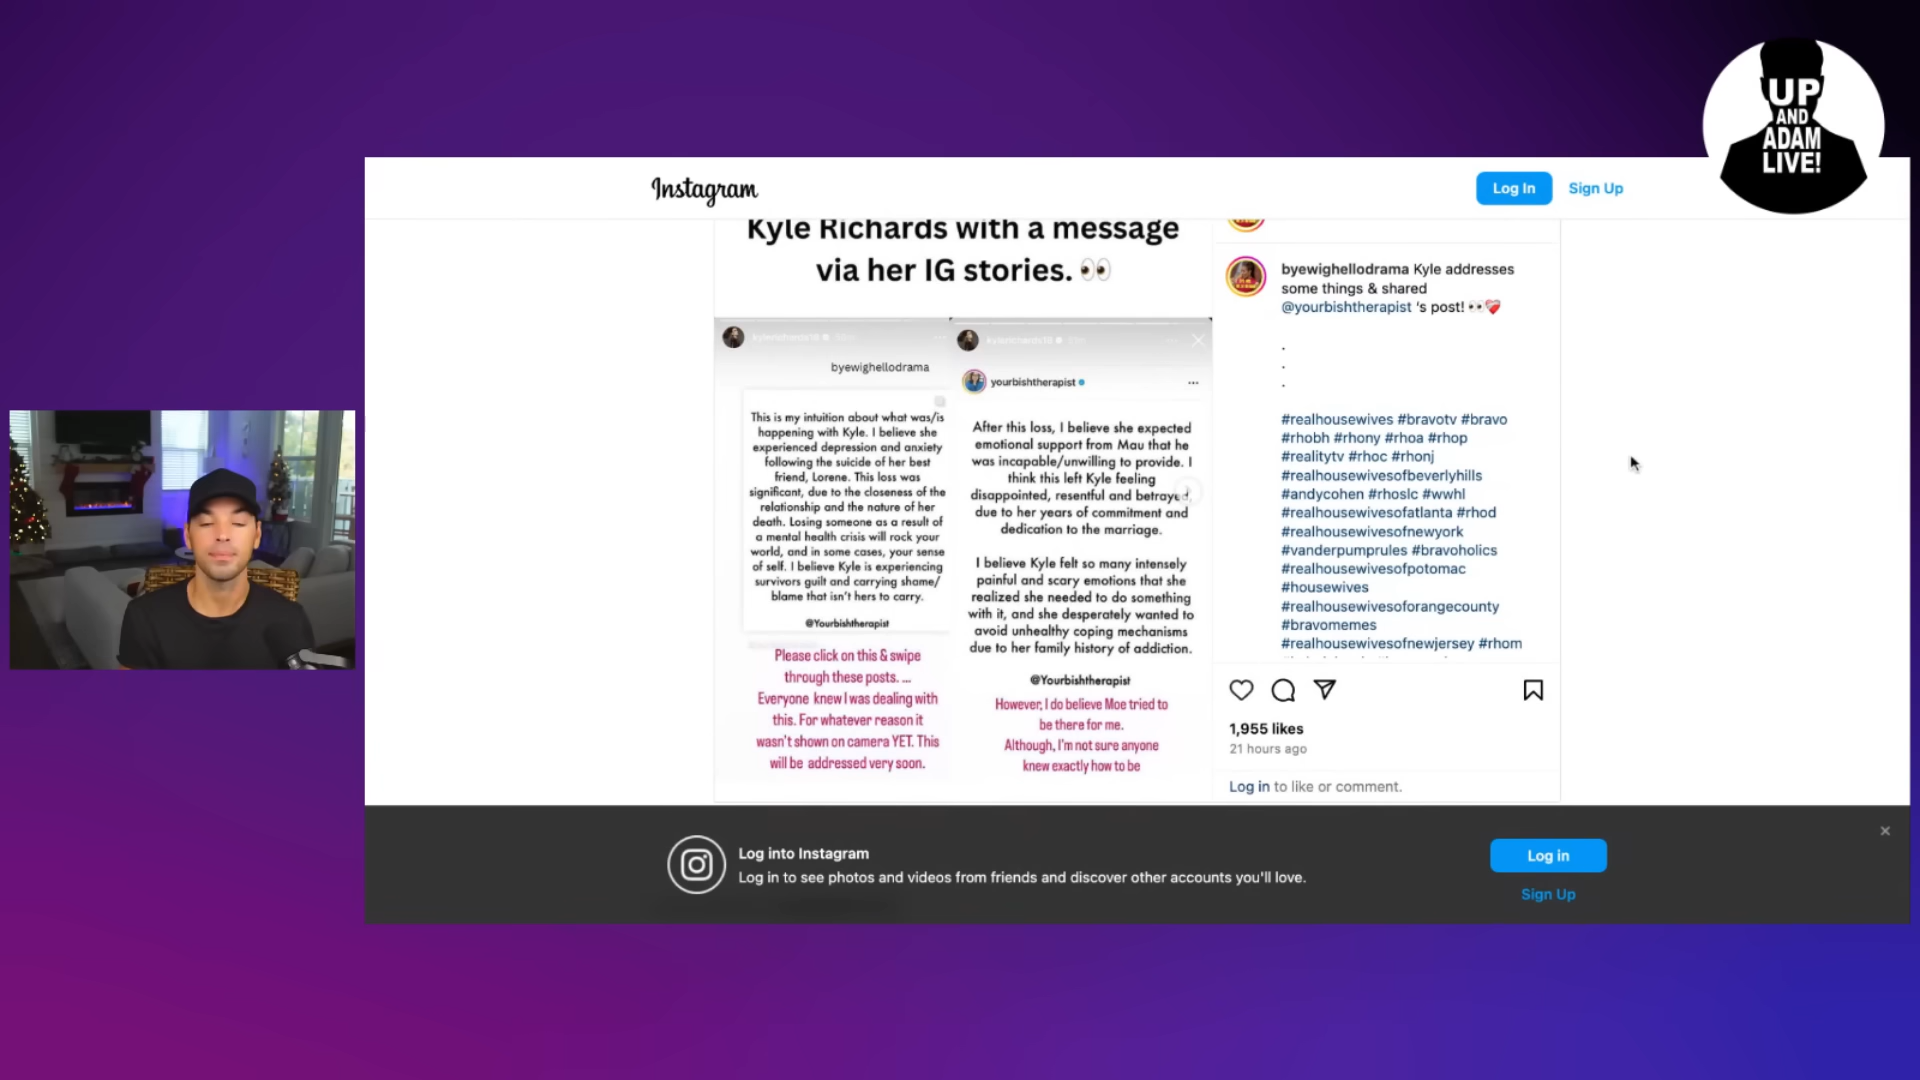 UP
AND
ADAM
LIVE!
Instagram
Log In
Sign Up
Kyle Richards with a message
via her IG stories. 👀
byewighellodrama
This is my intuition about what was/is
happening with Kyle. I believe she
experienced depression and anxiety
following the suicide of her best
friend, Lorene. This loss was
significant, due to the closeness of the
relationship and the nature of her
death. Losing someone as a result of
a mental health crisis will rock your
world, and in some cases, your sense
of self. I believe Kyle is experiencing
survivors guilt and carrying shame/
blame that isn't hers to carry.
@Yourbishtherapist
Please click on this & swipe
through these posts. ...
Everyone knew I was dealing with
this. For whatever reason it
wasn't shown on camera YET. This
will be addressed very soon.
yourbishtherapist
After this loss, I believe she expected
emotional support from Mau that he
was incapable/unwilling to provide. I
think this left Kyle feeling
disappointed, resentful and betrayed,
due to her years of commitment and
dedication to the marriage.
I believe Kyle felt so many intensely
painful and scary emotions that she
realized she needed to do something
with it, and she desperately wanted to
avoid unhealthy coping mechanisms
due to her family history of addiction.
@Yourbishtherapist
However, I do believe Moe tried to
be there for me.
Although, I'm not sure anyone
knew exactly how to be
byewighellodrama Kyle addresses
some things & shared
@yourbishtherapist 's post! 👀❤️‍🩹
.
.
.
#realhousewives #bravotv #bravo
#rhobh #rhony #rhoa #rhop
#realitytv #rhoc #rhonj
#realhousewivesofbeverlyhills
#andycohen #rhoslc #wwhl
#realhousewivesofatlanta #rhod
#realhousewivesofnewyork
#vanderpumprules #bravoholics
#realhousewivesofpotomac
#housewives
#realhousewivesoforangecounty
#bravomemes
#realhousewivesofnewjersey #rhom
1,955 likes
21 hours ago
Log in to like or comment.
Log into Instagram
Log in to see photos and videos from friends and discover other accounts you'll love.
Log in
Sign Up